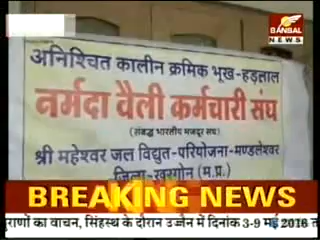 BANSAL
NEWS
अनिश्चित कालीन क्रमिक भूख-हड़ताल
नर्मदा वैली कर्मचारी संघ
(संबद्ध भारतीय मजदूर संघ)
श्री महेश्वर जल विद्युत-परियोजना-मण्डलेश्वर
जिला-खरगोन (म.प्र.)
BREAKING NEWS
पुराणों का वाचन, सिंहस्थ के दौरान उज्जैन में दिनांक 3-9 मई 2016